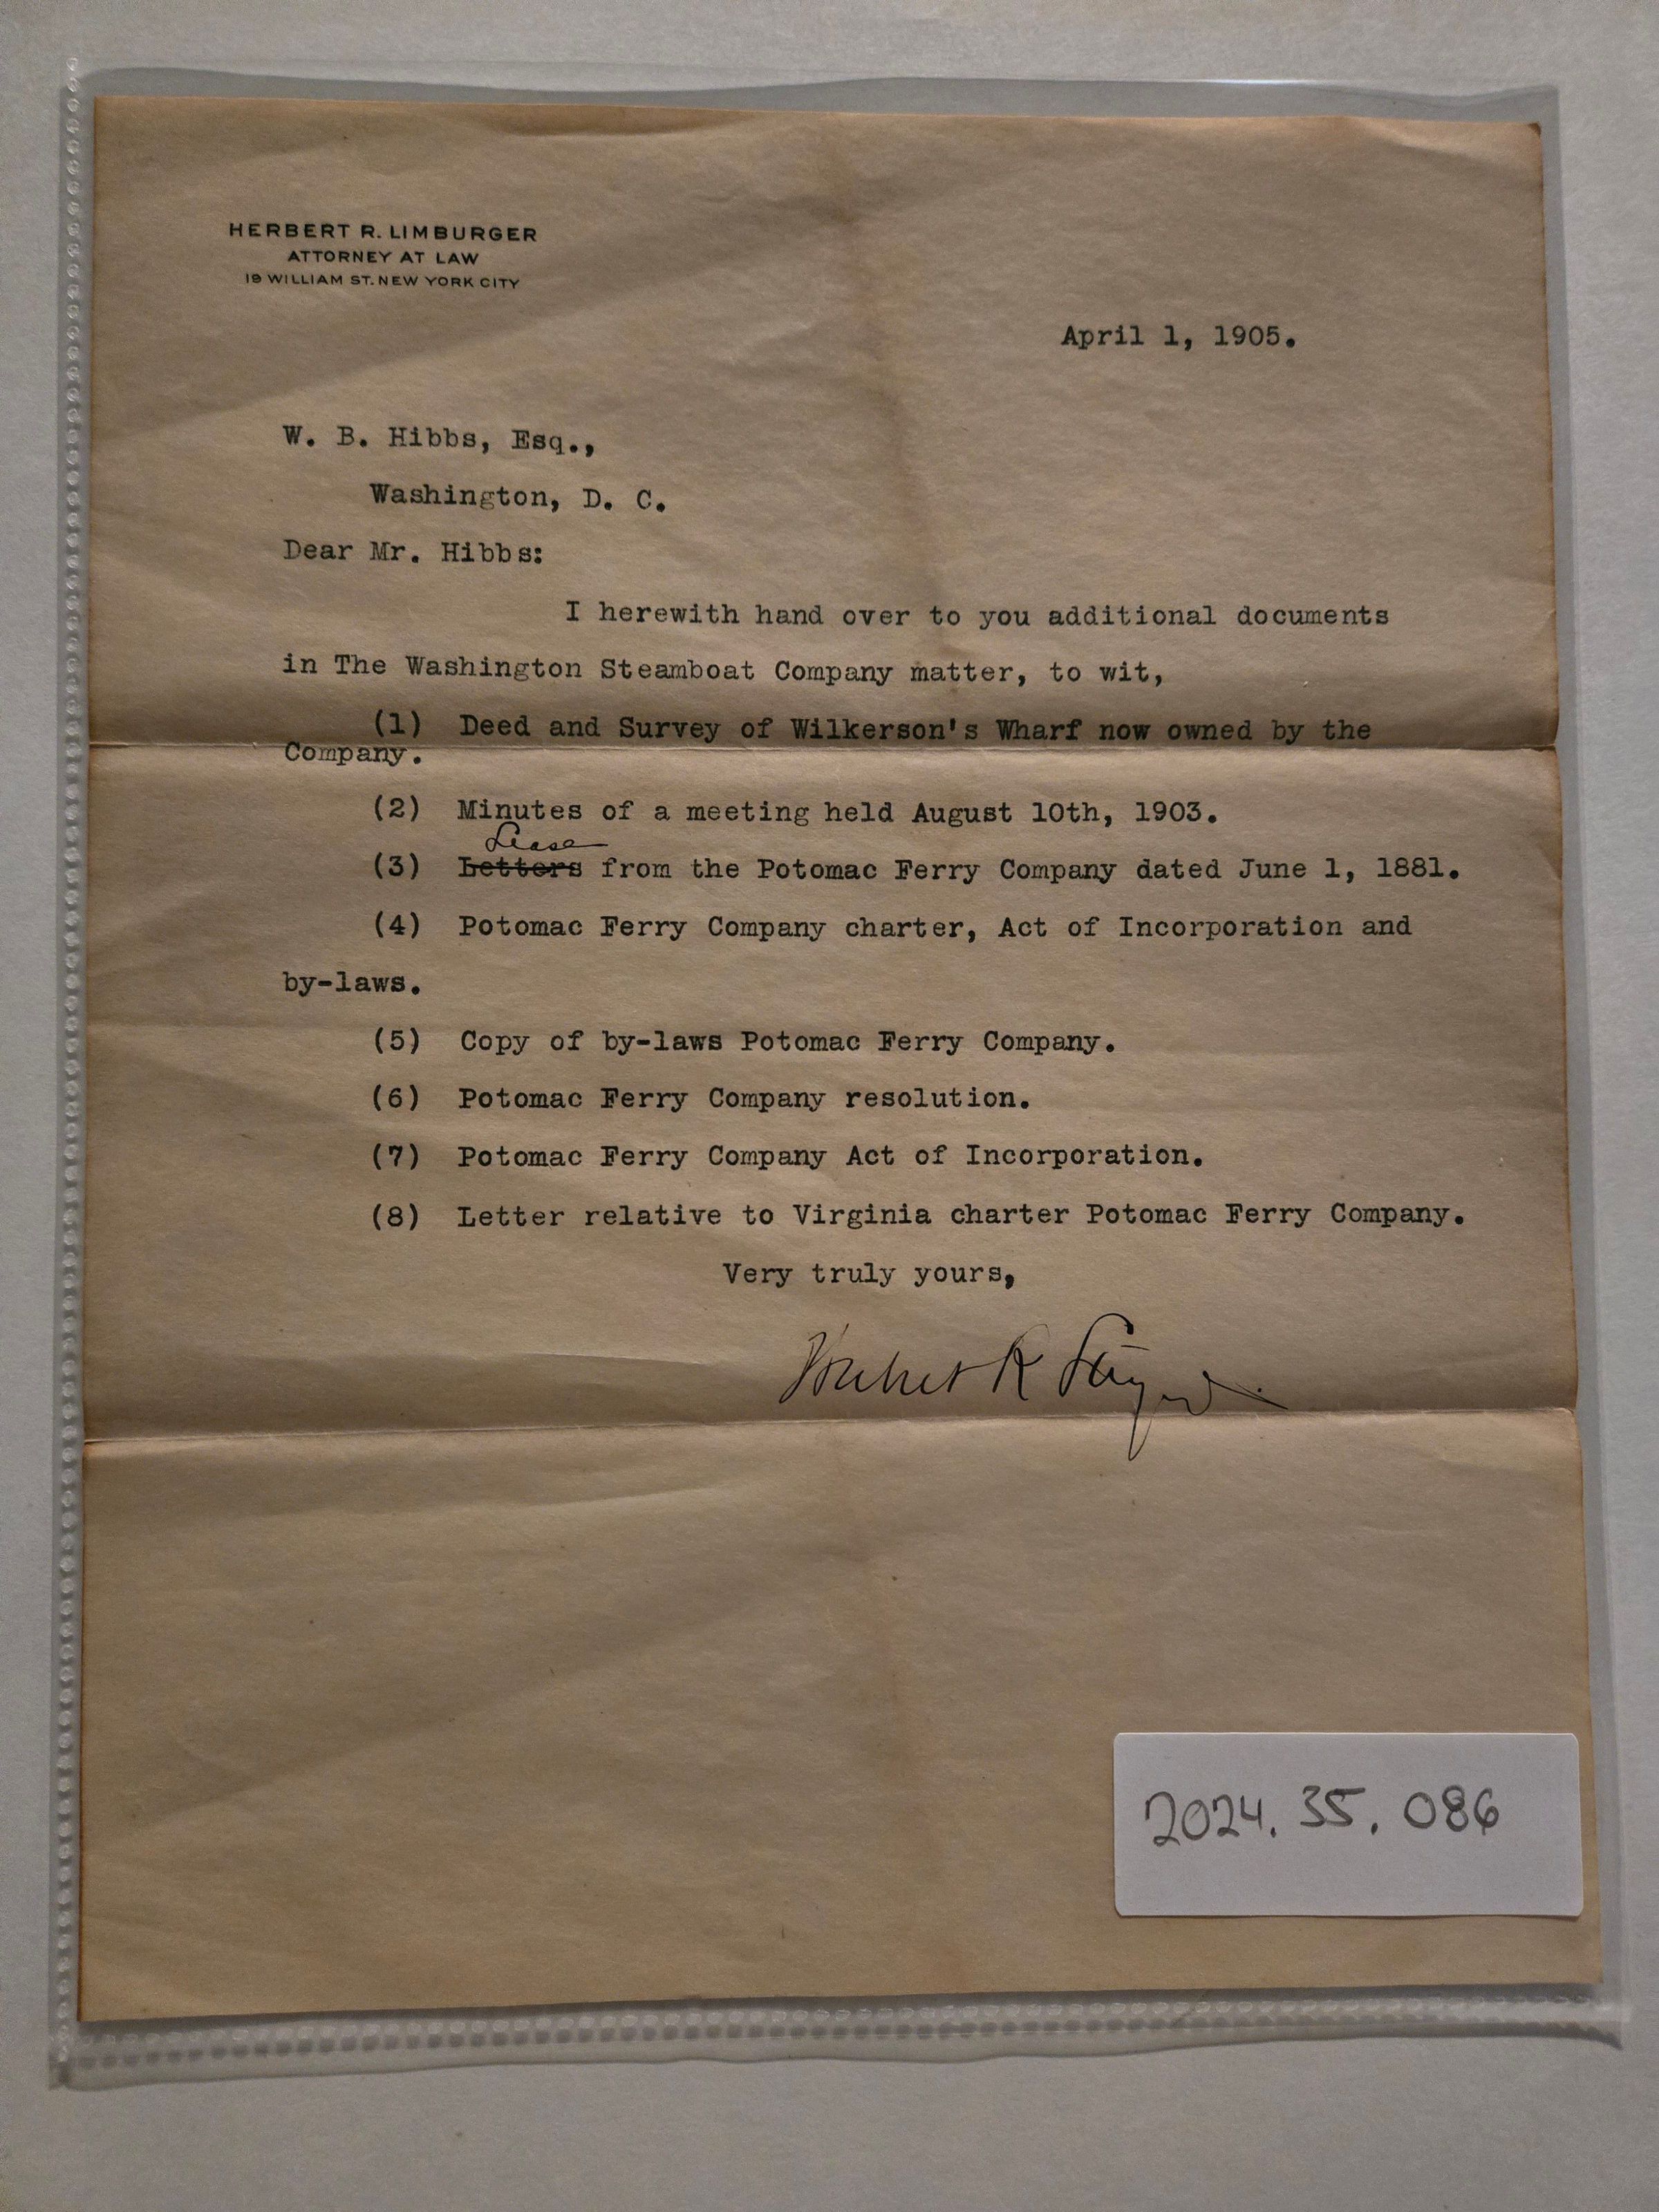 HERBERT R. LIMBURGER
ATTORNEY AT LAW
19 WILLIAM ST. NEW YORK CITY
April 1, 1905.
W. B. Hibbs, Esq.,
Washington, D. C.
Dear Mr. Hibbs:
I herewith hand over to you additional documents
in The Washington Steamboat Company matter, to wit,
(1) Deed and Survey of Wilkerson's Wharf now owned by the
Company.
(2) Minutes of a meeting held August 10th, 1903.
Lease
(3) Letters from the Potomac Ferry Company dated June 1, 1881.
(4) Potomac Ferry Company charter, Act of Incorporation and
by-laws.
(5) Copy of by-laws Potomac Ferry Company.
(6) Potomac Ferry Company resolution.
(7) Potomac Ferry Company Act of Incorporation.
(8) Letter relative to Virginia charter Potomac Ferry Company.
Very truly yours,
Herbert R
2024.35.086